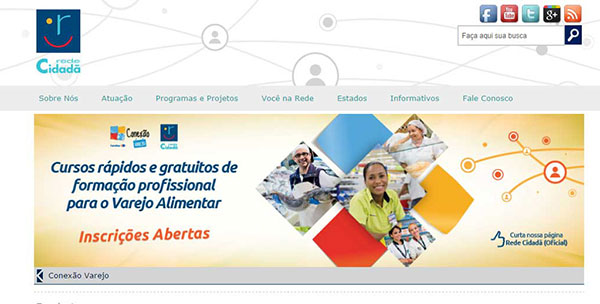 rede
Cidadã
Faça aqui sua busca
Sobre Nós Atuação Programas e Projetos Você na Rede Estados Informativos Fale Conosco
Conexão
Cursos rápidos e gratuitos de
formação profissional
para o Varejo Alimentar
Inscrições Abertas
Curta nossa página
Rede Cidadã (Oficial)
Conexão Varejo